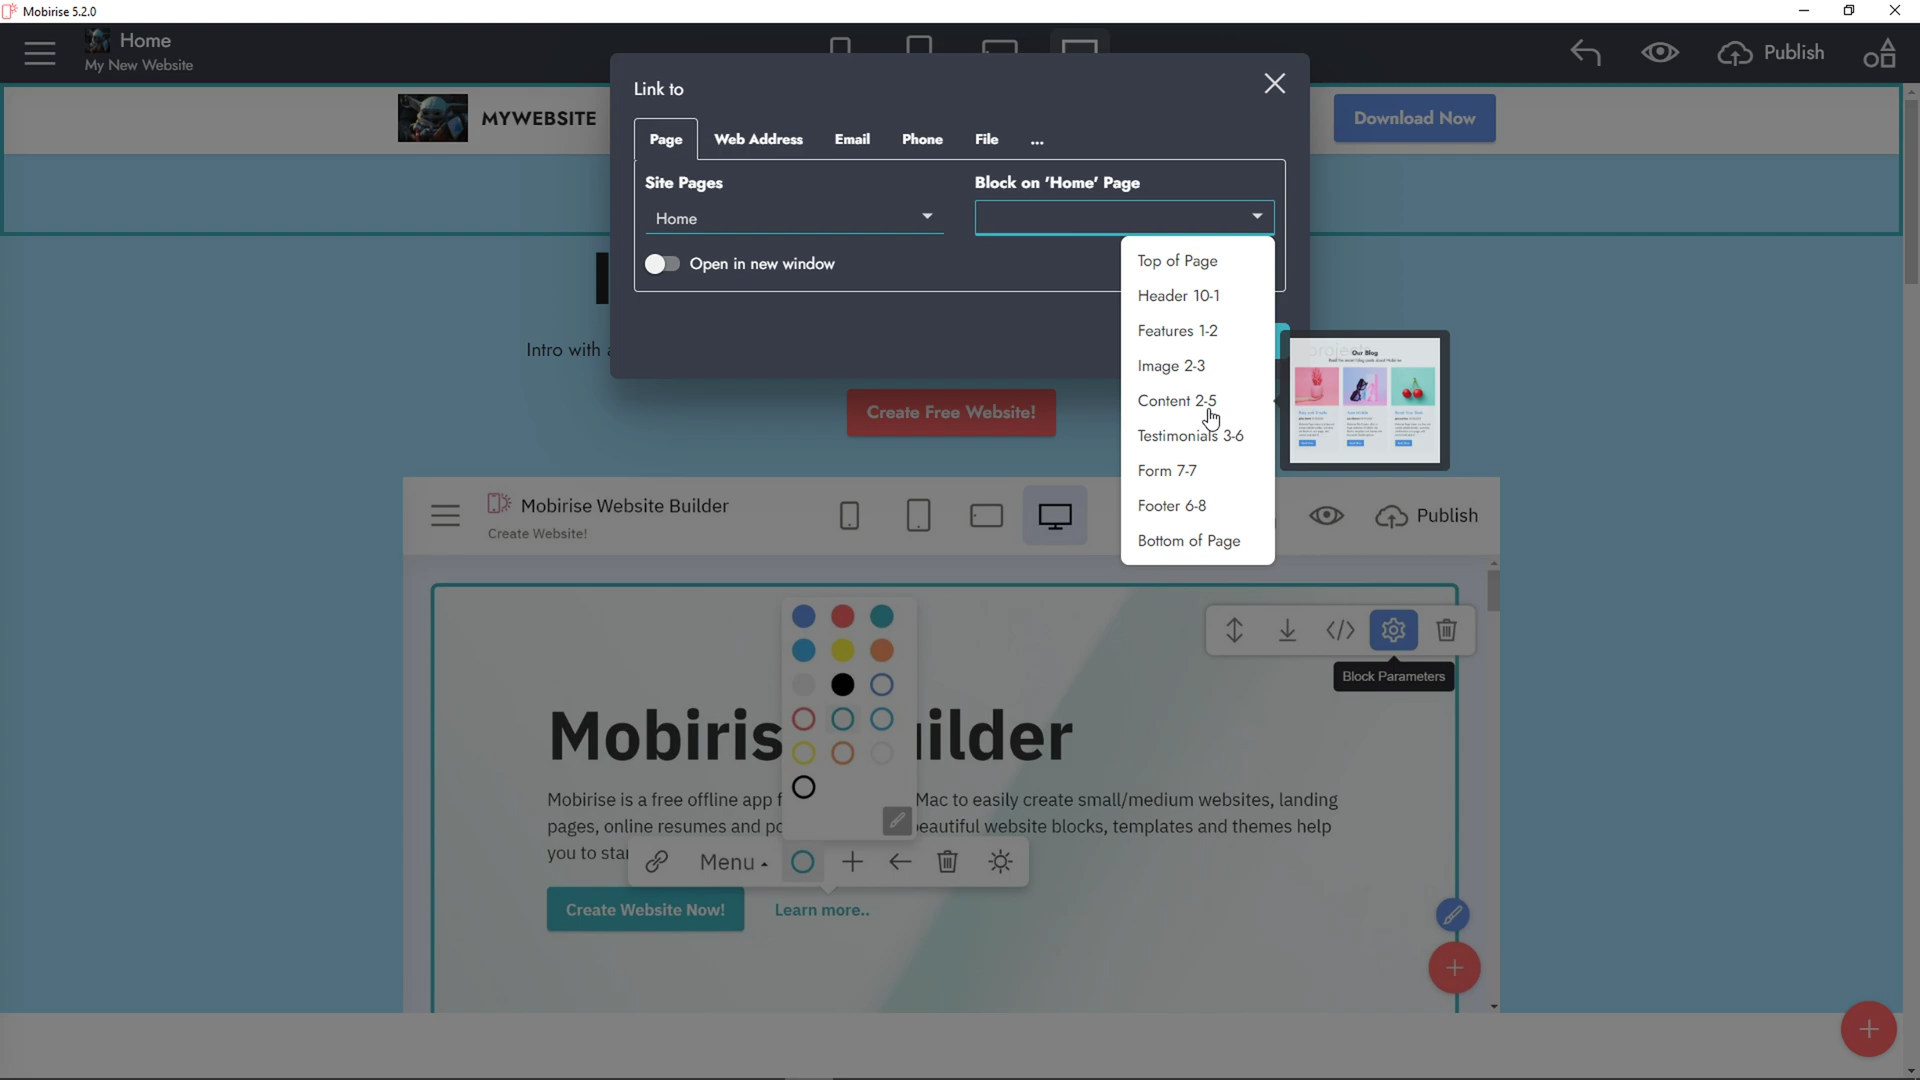 Mobirise 5.2.0
Home
My New Website
Publish
Link to
MYWEBSITE
Download Now
Page Web Address Email Phone File ...
Site Pages
Block on 'Home' Page
Home
Open in new window
Top of Page
Header 10-1
Features 1-2
Image 2-3
Content 2-5
Testimonials 3-6
Form 7-7
Footer 6-8
Bottom of Page
Our Blog
Intro with
Create Free Website!
Mobirise Website Builder
Create Website!
Publish
Block Parameters
Mobiris ilder
Mobirise is a free offline app f Mac to easily create small/medium websites, landing
pages, online resumes and po eautiful website blocks, templates and themes help
you to star
Menu
Create Website Now!
Learn more..